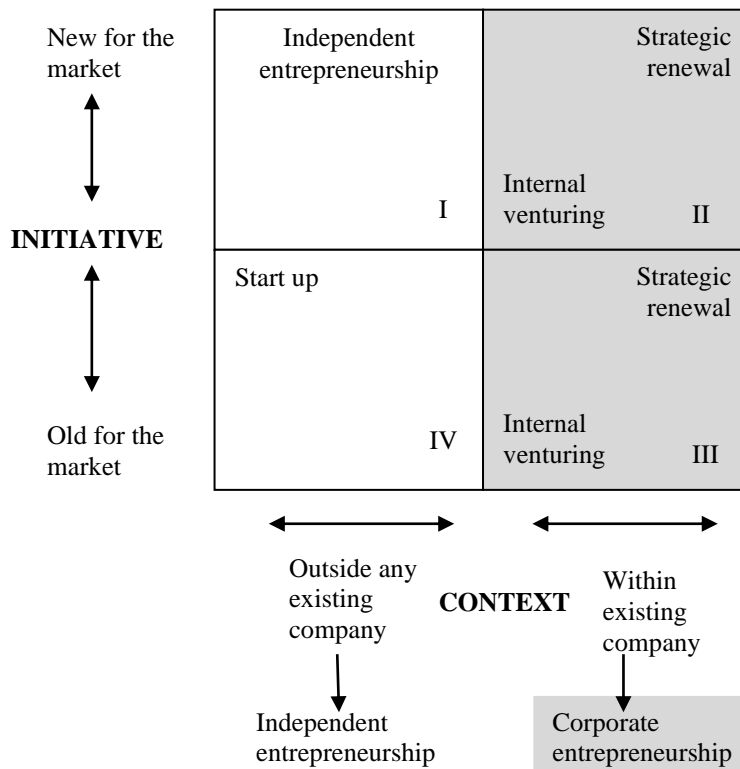 New for the
market
Independent
entrepreneurship
Strategic
renewal
I
Internal
venturing
II
INITIATIVE
Start up
Strategic
renewal
Old for the
market
IV
Internal
venturing
III
Outside any
existing
company
CONTEXT
Within
existing
company
Independent
entrepreneurship
Corporate
entrepreneurship